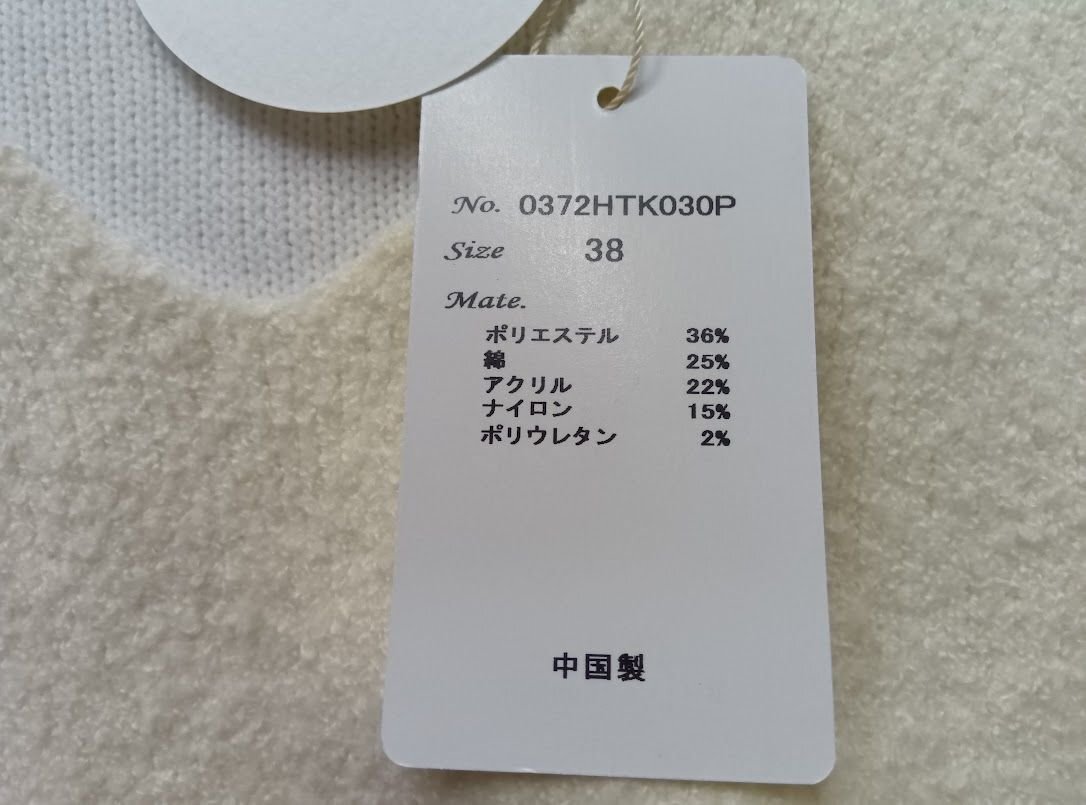 No. 0372HTK030P
Size 38
Mate.
ポリエステル 36%
綿 25%
アクリル 22%
ナイロン 15%
ポリウレタン 2%
中国製